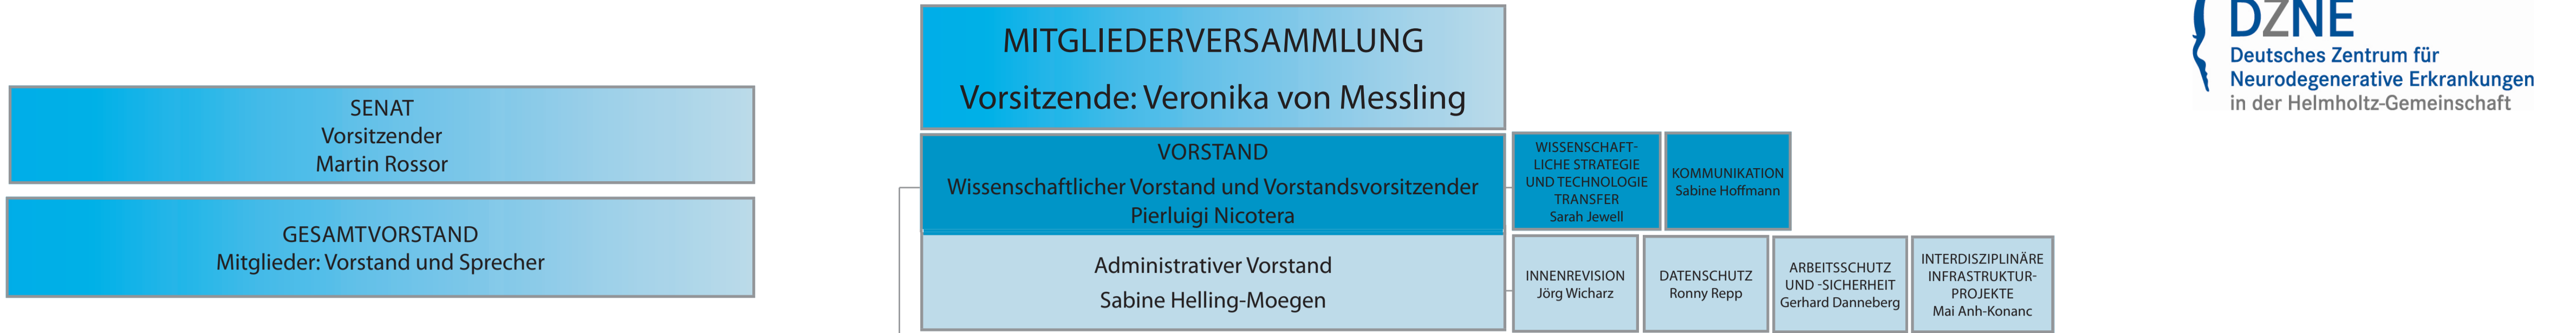 SENAT
Vorsitzender
Martin Rossor
GESAMTVORSTAND
Mitglieder: Vorstand und Sprecher
MITGLIEDERVERSAMMLUNG
Vorsitzende: Veronika von Messling
VORSTAND
Wissenschaftlicher Vorstand und Vorstandsvorsitzender
Pierluigi Nicotera
Administrativer Vorstand
Sabine Helling-Moegen
WISSENSCHAFT-
LICHE STRATEGIE
UND TECHNOLOGIE
TRANSFER
Sarah Jewell
KOMMUNIKATION
Sabine Hoffmann
INNENREVISION
Jörg Wicharz
DATENSCHUTZ
Ronny Repp
ARBEITSSCHUTZ
UND -SICHERHEIT
Gerhard Danneberg
INTERDISZIPLINÄRE
INFRASTRUKTUR-
PROJEKTE
Mai Anh-Konanc
DZNE
Deutsches Zentrum für
Neurodegenerative Erkrankungen
in der Helmholtz-Gemeinschaft